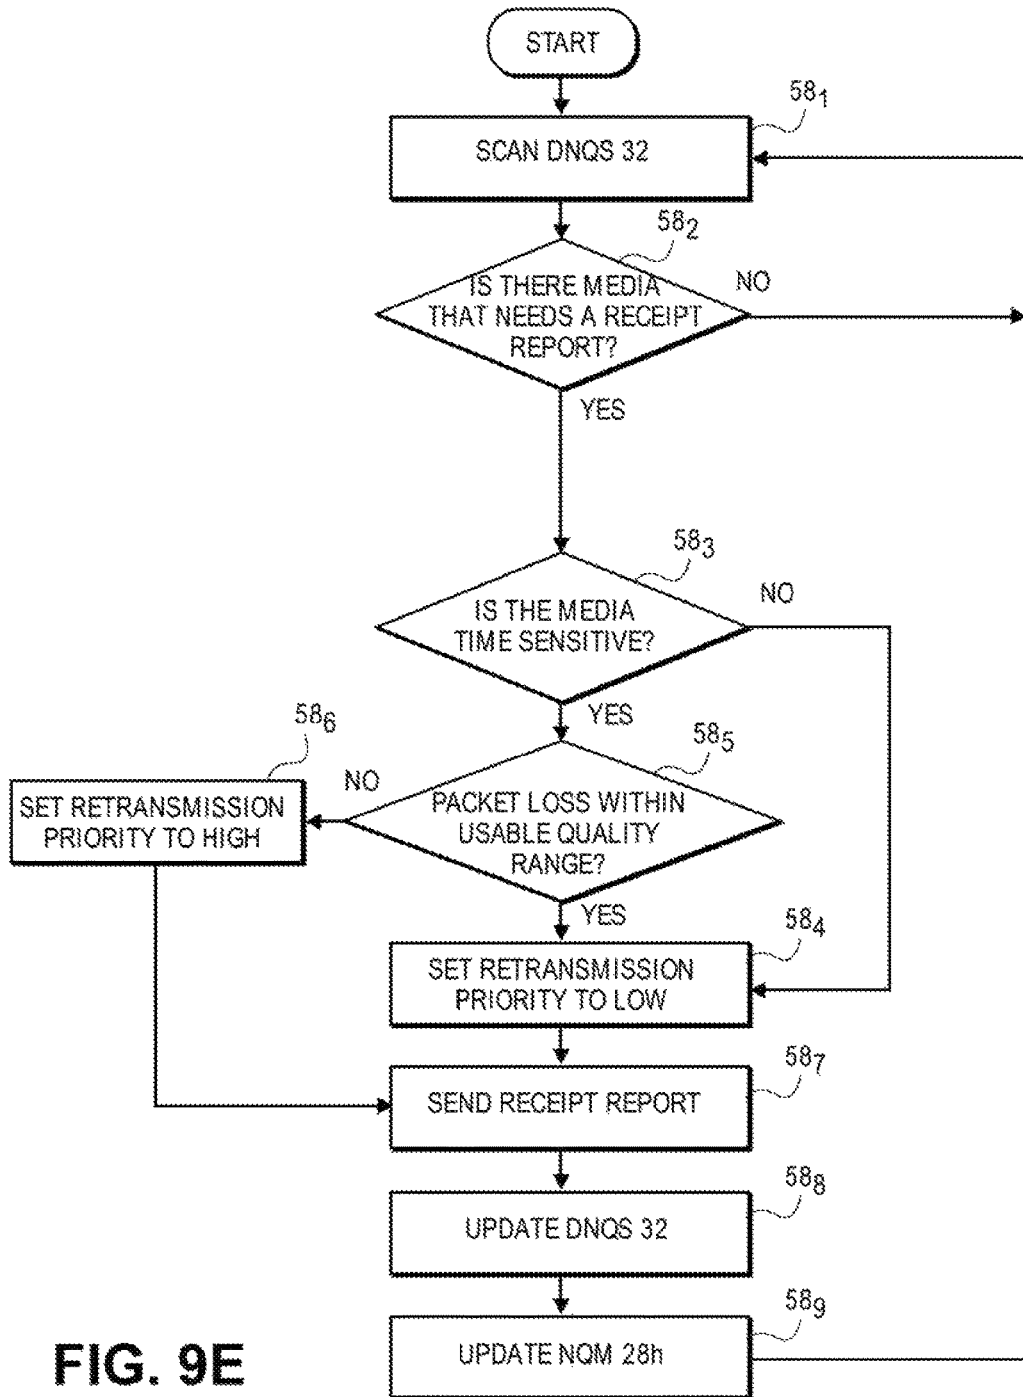 START
58₁
SCAN DNQS 32
58₂
IS THERE MEDIA
THAT NEEDS A RECEIPT
REPORT?
NO
YES
58₃
IS THE MEDIA
TIME SENSITIVE?
NO
YES
58₆
58₅
SET RETRANSMISSION
PRIORITY TO HIGH
NO
PACKET LOSS WITHIN
USABLE QUALITY
RANGE?
YES
58₄
SET RETRANSMISSION
PRIORITY TO LOW
58₇
SEND RECEIPT REPORT
58₈
UPDATE DNQS 32
58₉
UPDATE NQM 28h
FIG. 9E